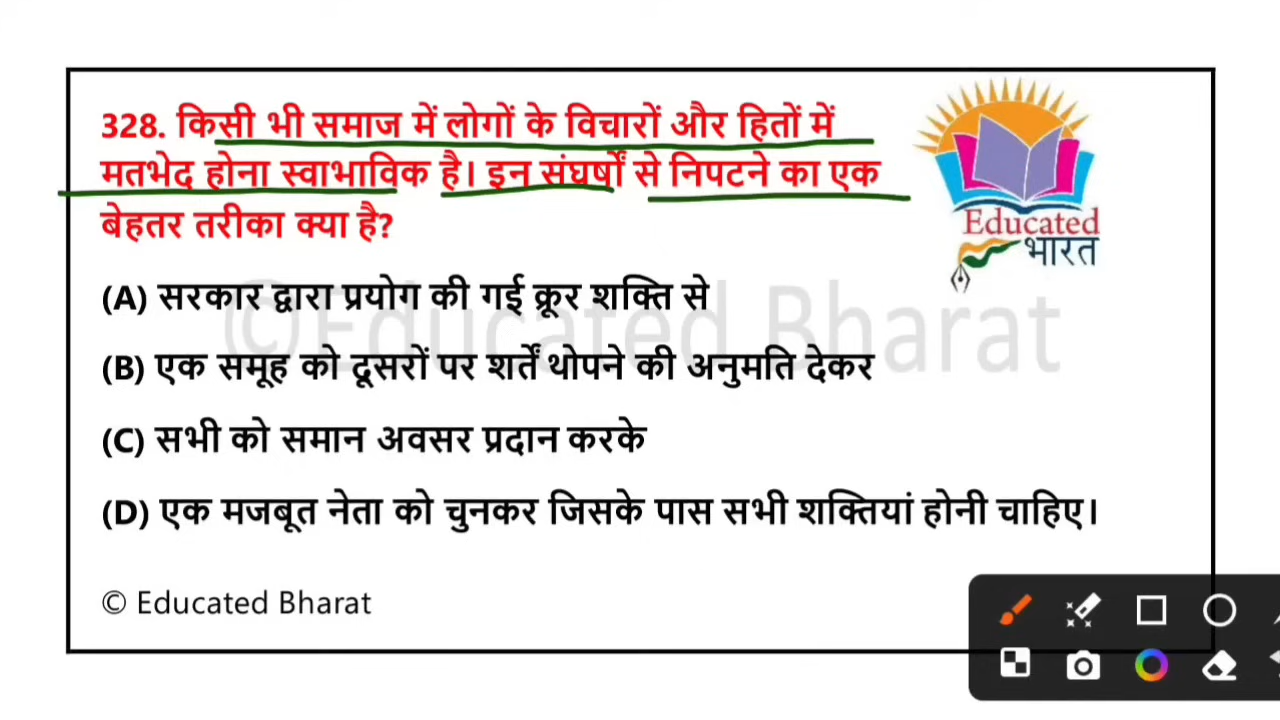 328. किसी भी समाज में लोगों के विचारों और हितों में
मतभेद होना स्वाभाविक है। इन संघर्षों से निपटने का एक
बेहतर तरीका क्या है?
Educated
भारत
(A) सरकार द्वारा प्रयोग की गई क्रूर शक्ति से
©Educated Bharat
(B) एक समूह को दूसरों पर शर्तें थोपने की अनुमति देकर
(C) सभी को समान अवसर प्रदान करके
(D) एक मजबूत नेता को चुनकर जिसके पास सभी शक्तियां होनी चाहिए।
© Educated Bharat